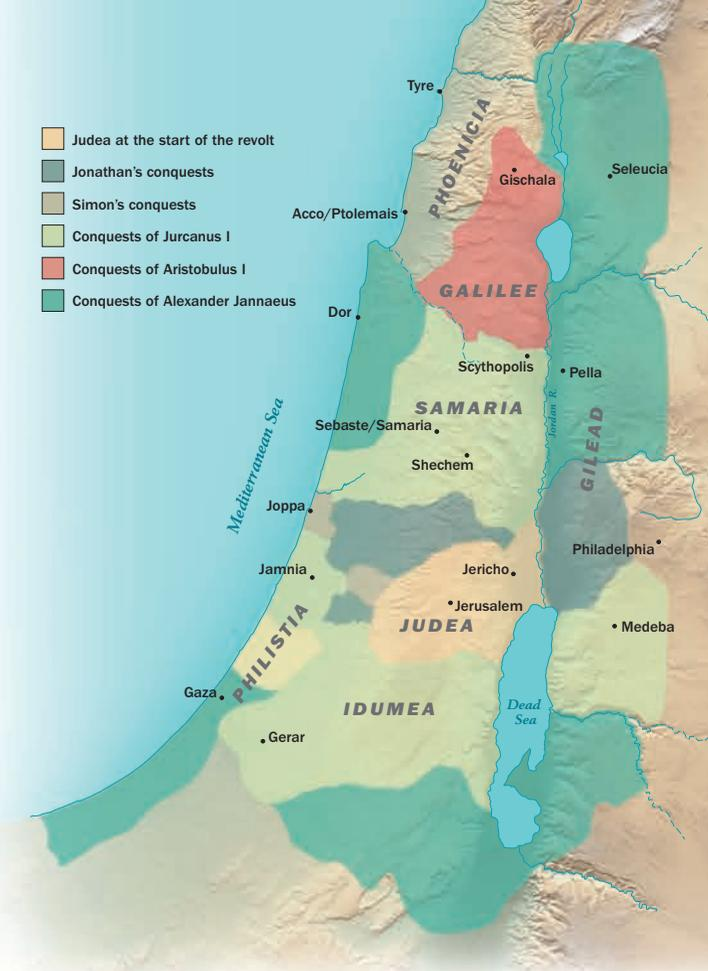 Tyre
PHOENICIA
Judea at the start of the revolt
Jonathan's conquests
Simon's conquests
Conquests of Jurcanus I
Conquests of Aristobulus I
Conquests of Alexander Jannaeus
Seleucia
Gischala
Acco/Ptolemais
GALILEE
Dor
Scythopolis
Pella
SAMARIA
Jordan R.
Sebaste/Samaria
GILEAD
Shechem
Mediterranean Sea
Joppa
Philadelphia
Jamnia
Jericho
Jerusalem
JUDEA
Medeba
PHILISTIA
Gaza
IDUMEA
Dead
Sea
Gerar